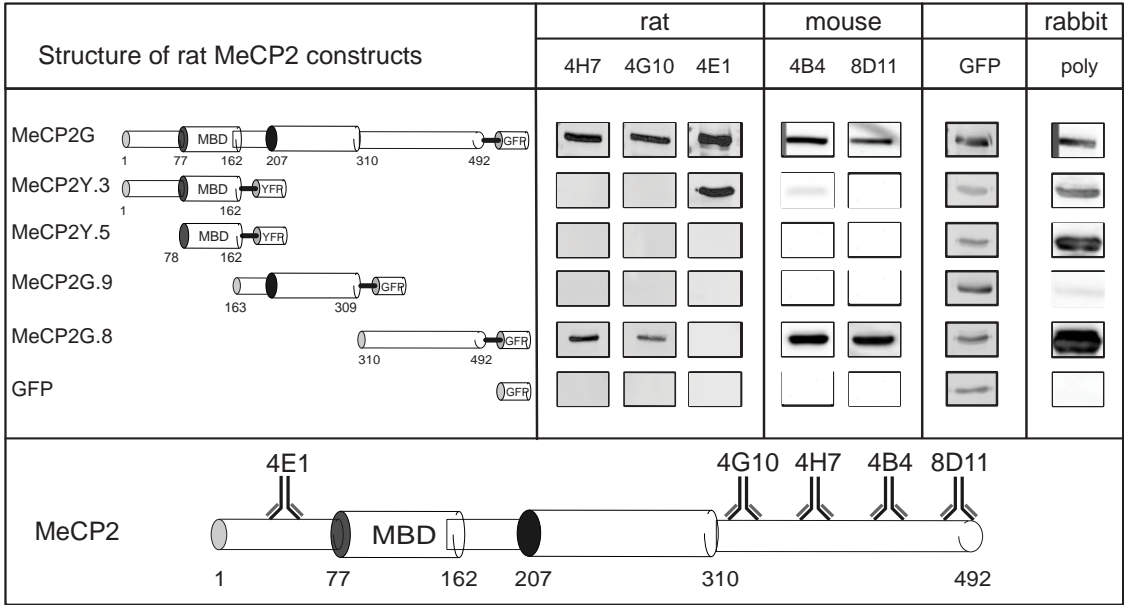 rat mouse rabbit
Structure of rat MeCP2 constructs
4H7 4G10 4E1 4B4 8D11 GFP poly
MeCP2G
MBD
GFP
1 77 162 207 310 492
MeCP2Y.3
MBD
YFP
1 162
MeCP2Y.5
MBD
YFP
78 162
MeCP2G.9
GFP
163 309
MeCP2G.8
GFP
310 492
GFP
GFP
4E1 4G10 4H7 4B4 8D11
MeCP2
MBD
1 77 162 207 310 492